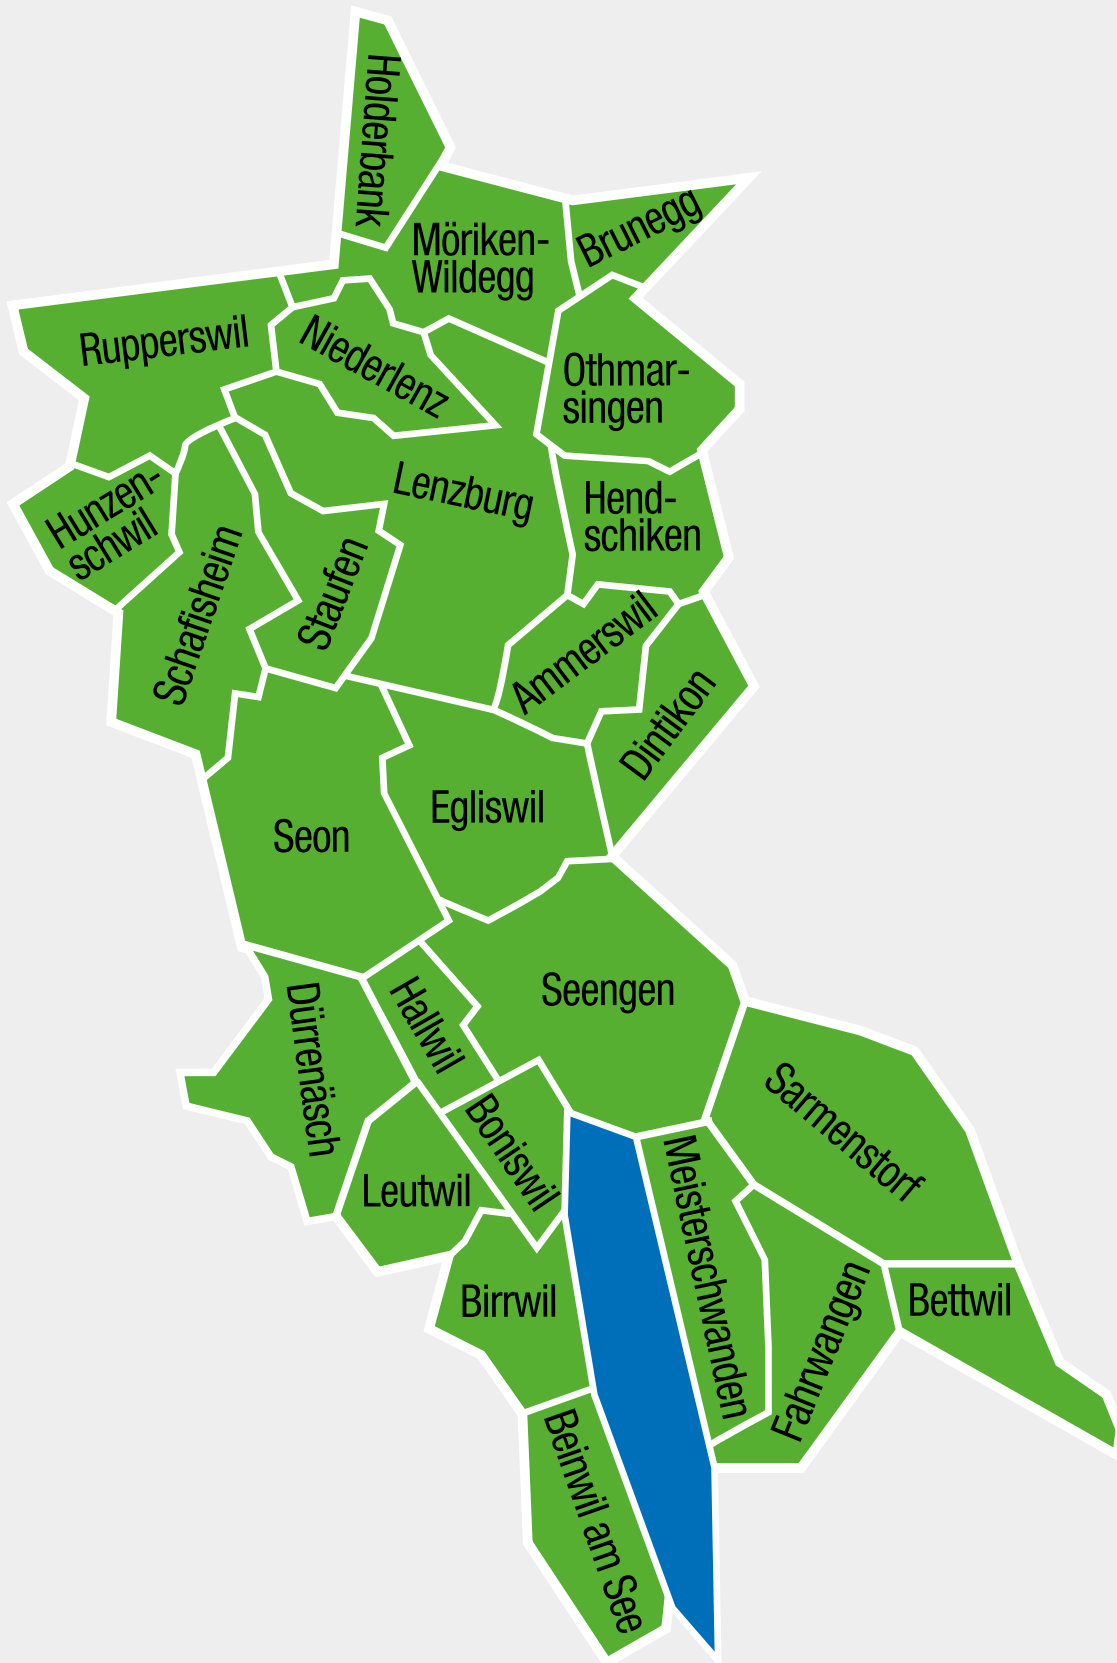 Holderbank
Möriken-
Wildegg
Brunegg
Rupperswil
Niederlenz
Othmar-
singen
Lenzburg
Hunzen-
schwil
Hend-
schiken
Schafisheim
Staufen
Ammerswil
Dintikon
Seon
Egliswil
Seengen
Dürrenäsch
Hallwil
Boniswil
Sarmenstorf
Leutwil
Meisterschwanden
Birrwil
Fahrwangen
Bettwil
Beinwil am See